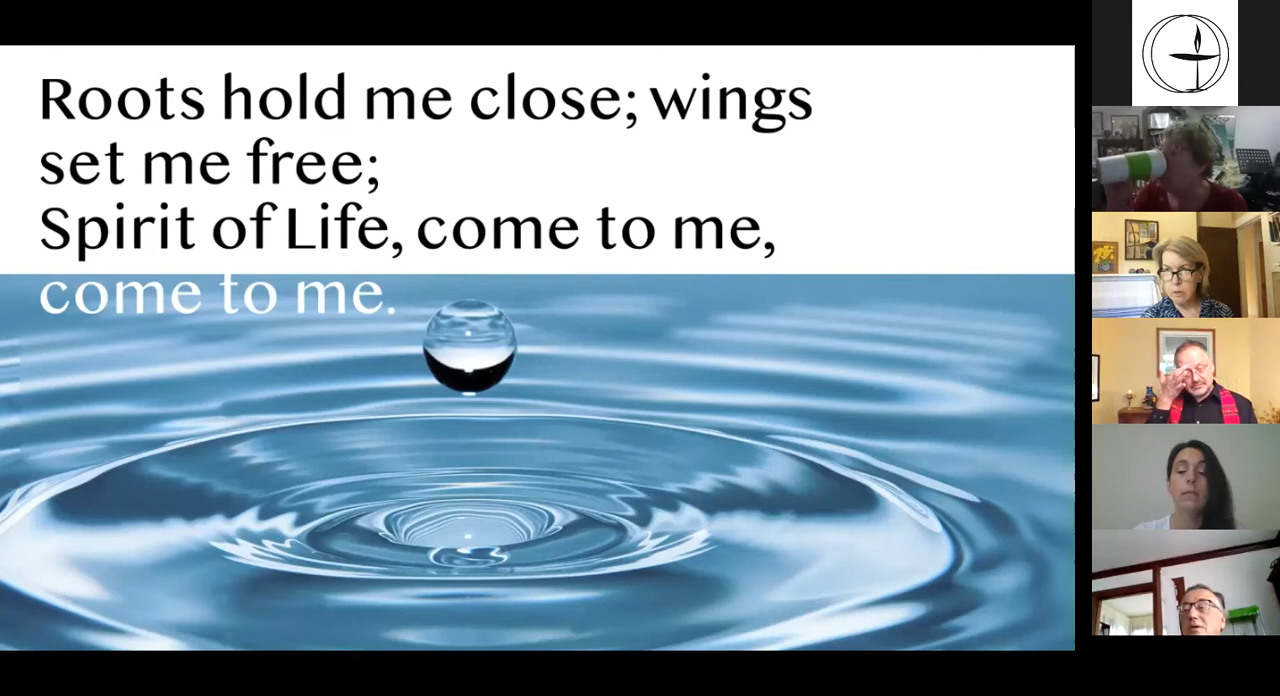 Roots hold me close; wings
set me free;
Spirit of Life, come to me,
come to me.